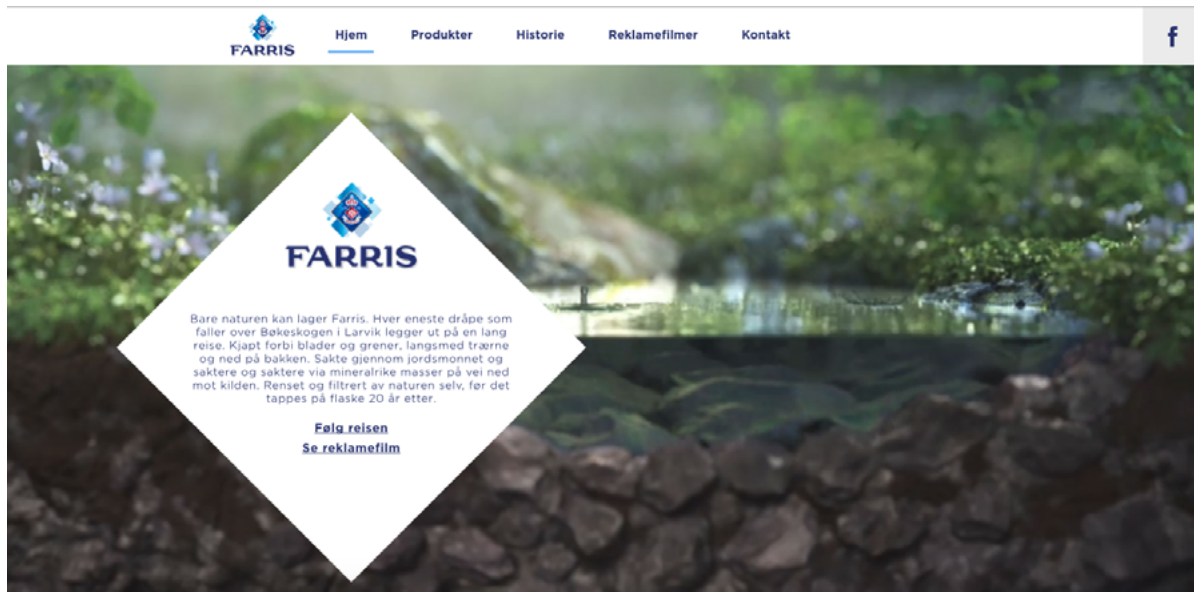 FARRIS
Hjem
Produkter
Historie
Reklamefilmer
Kontakt
f
FARRIS
Bare naturen kan lager Farris. Hver eneste dråpe som
faller over Bøkeskogen i Larvik legger ut på en lang
reise. Kjapt forbi blader og grener, langsmed trærne
og ned på bakken. Sakte gjennom jordsmonnet og
saktere og saktere via mineralrike masser på vei ned
mot kilden. Renset og filtrert av naturen selv, før det
tappes på flaske 20 år etter.
Følg reisen
Se reklamefilm